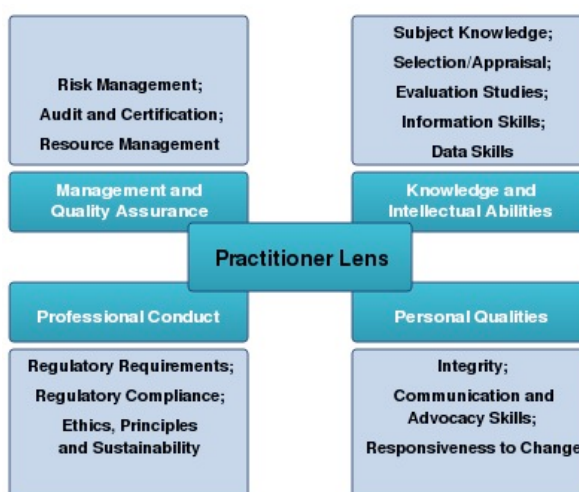 Risk Management;
Audit and Certification;
Resource Management
Management and
Quality Assurance
Subject Knowledge;
Selection/Appraisal;
Evaluation Studies;
Information Skills;
Data Skills
Knowledge and
Intellectual Abilities
Practitioner Lens
Professional Conduct
Regulatory Requirements;
Regulatory Compliance;
Ethics, Principles
and Sustainability
Personal Qualities
Integrity;
Communication and
Advocacy Skills;
Responsiveness to Change